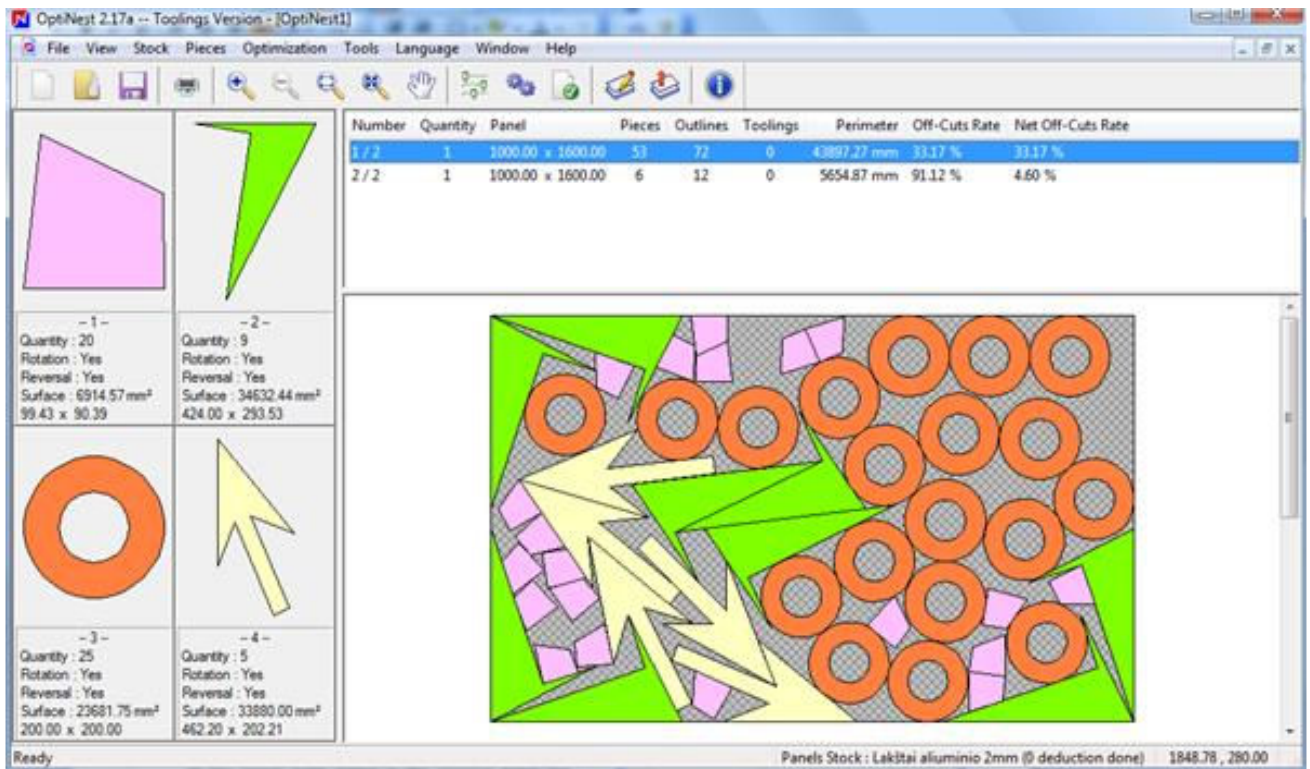 OptiNest 2.17a -- Toolings Version - [OptiNest1]
File View Stock Pieces Optimization Tools Language Window Help
Number Quantity Panel Pieces Outlines Toolings Perimeter Off-Cuts Rate Net Off-Cuts Rate
1 / 2 1 1000.00 x 1600.00 53 72 0 43897.27 mm 33.17 % 33.17 %
2 / 2 1 1000.00 x 1600.00 6 12 0 5654.87 mm 91.12 % 4.60 %
-- 1 --
Quantity : 20
Rotation : Yes
Reversal : Yes
Surface : 6914.57 mm²
99.43 x 90.39
-- 2 --
Quantity : 9
Rotation : Yes
Reversal : Yes
Surface : 34632.44 mm²
424.00 x 293.53
-- 3 --
Quantity : 25
Rotation : Yes
Reversal : Yes
Surface : 23681.75 mm²
200.00 x 200.00
-- 4 --
Quantity : 5
Rotation : Yes
Reversal : Yes
Surface : 33880.00 mm²
462.20 x 202.21
Ready Panels Stock : Lakštai aliuminio 2mm (0 deduction done) 1848.78 , 280.00